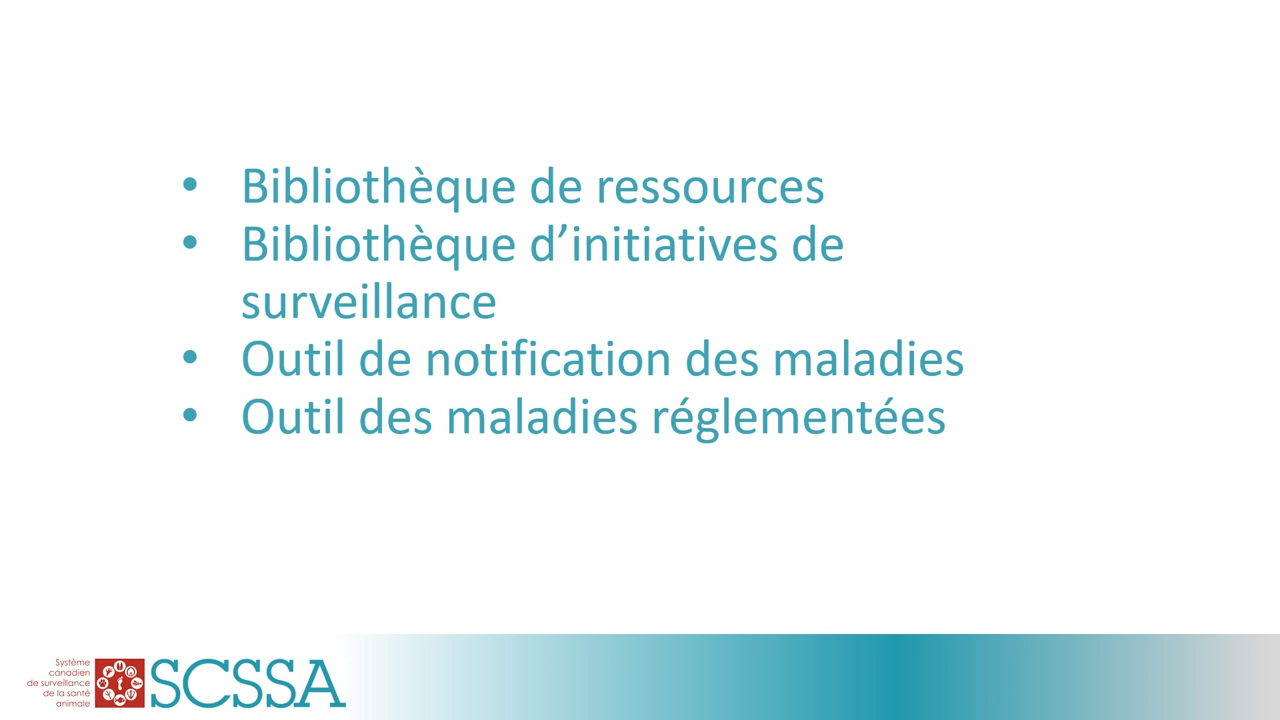 • Bibliothèque de ressources
• Bibliothèque d’initiatives de
surveillance
• Outil de notification des maladies
• Outil des maladies réglementées
Système
canadien
de surveillance
de la santé
animale
SCSSA